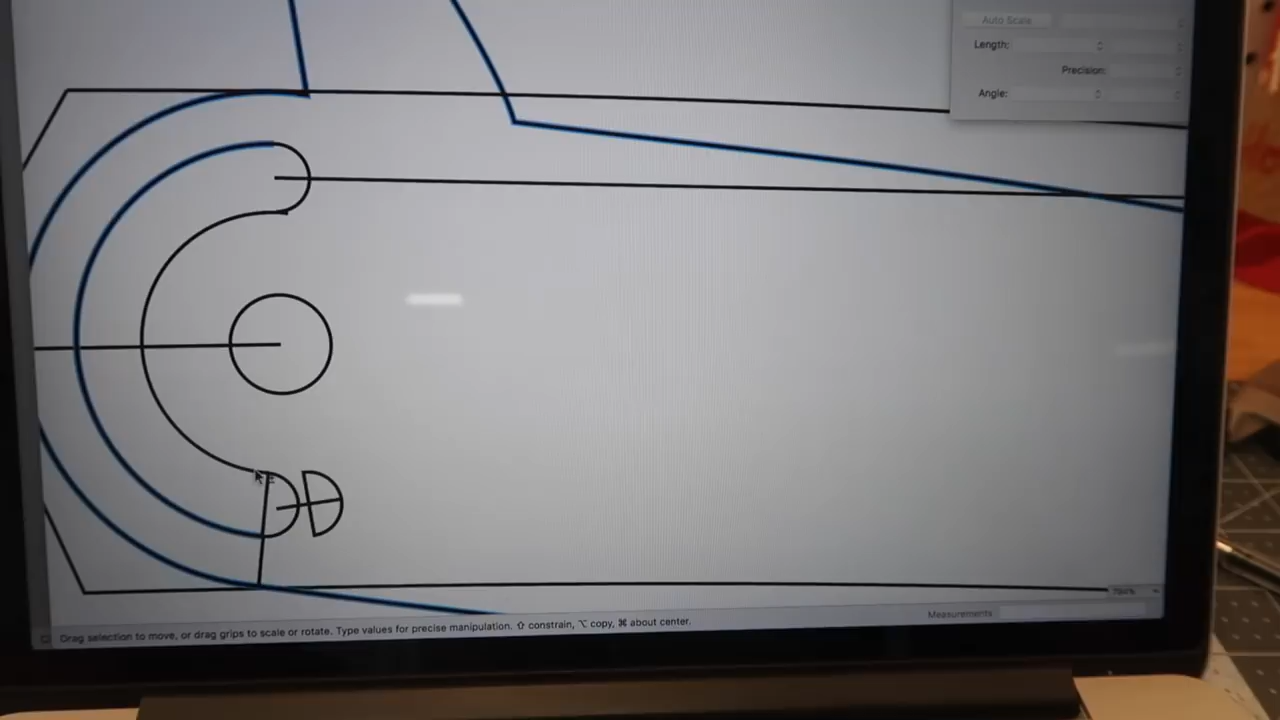 Auto Scale
Length:
Precision:
Angle:
Measurements
Drag selection to move, or drag grips to scale or rotate. Type values for precise manipulation. ⇧ constrain, ⌥ copy, ⌘ about center.